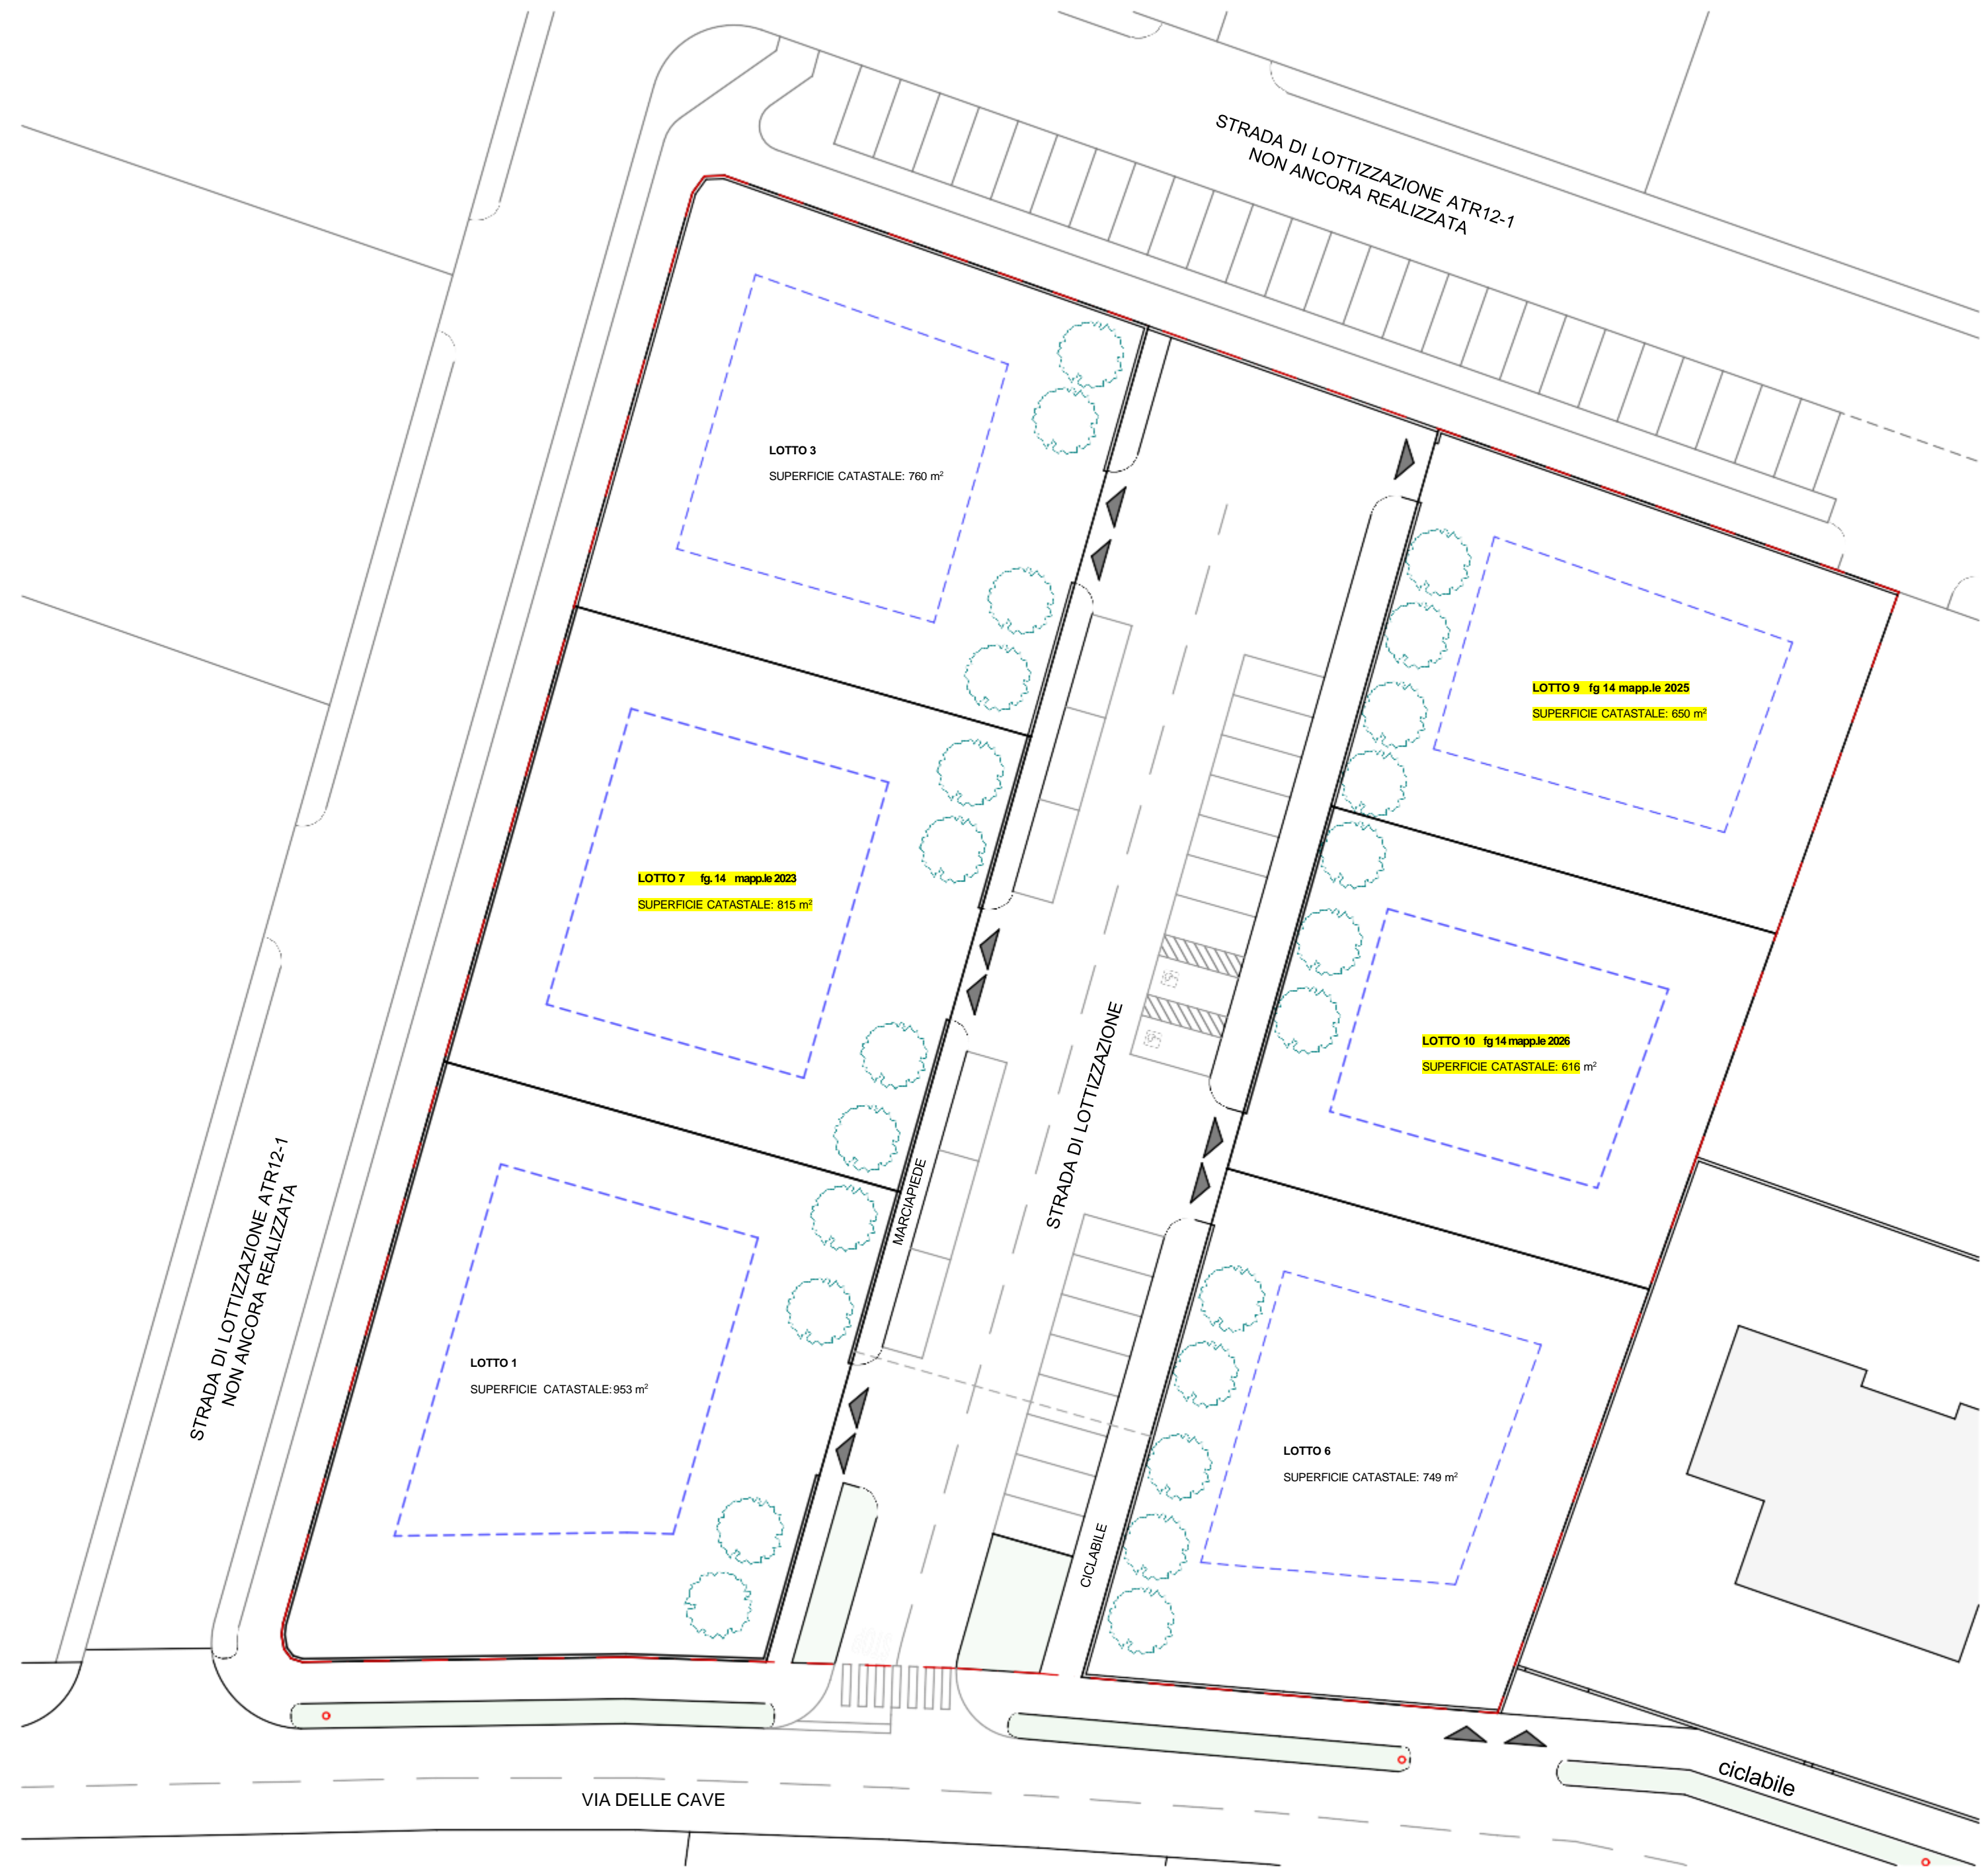 STRADA DI LOTTIZZAZIONE ATR12-1
NON ANCORA REALIZZATA
LOTTO 3
SUPERFICIE CATASTALE: 760 m²
LOTTO 9 fg 14 mapp.le 2025
SUPERFICIE CATASTALE: 650 m²
LOTTO 7 fg. 14 mapp.le 2023
SUPERFICIE CATASTALE: 815 m²
LOTTO 10 fg 14 mapp.le 2026
SUPERFICIE CATASTALE: 616 m²
STRADA DI LOTTIZZAZIONE
MARCIAPIEDE
STRADA DI LOTTIZZAZIONE ATR12-1
NON ANCORA REALIZZATA
LOTTO 1
SUPERFICIE CATASTALE: 953 m²
LOTTO 6
SUPERFICIE CATASTALE: 749 m²
CICLABILE
ciclabile
VIA DELLE CAVE